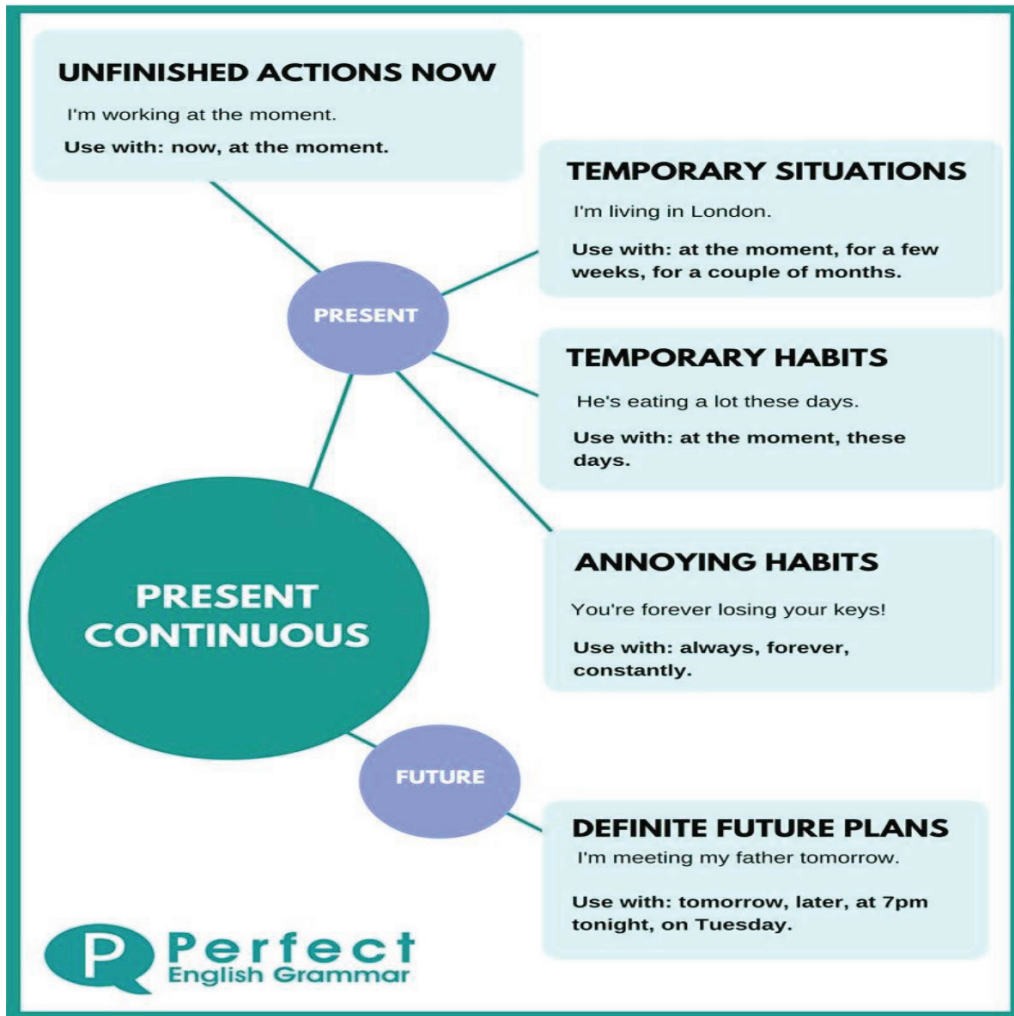 UNFINISHED ACTIONS NOW
I'm working at the moment.
Use with: now, at the moment.
TEMPORARY SITUATIONS
I'm living in London.
Use with: at the moment, for a few
weeks, for a couple of months.
PRESENT
TEMPORARY HABITS
He's eating a lot these days.
Use with: at the moment, these
days.
ANNOYING HABITS
You're forever losing your keys!
Use with: always, forever,
constantly.
PRESENT
CONTINUOUS
FUTURE
DEFINITE FUTURE PLANS
I'm meeting my father tomorrow.
Use with: tomorrow, later, at 7pm
tonight, on Tuesday.
P
Perfect
English Grammar